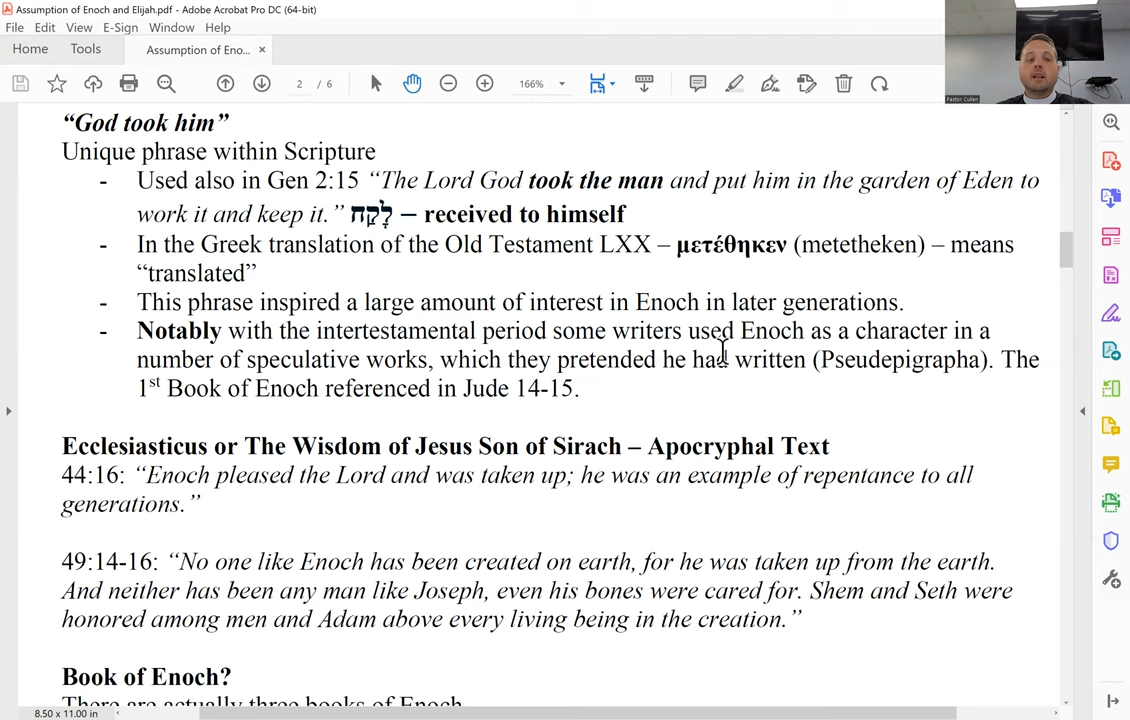 Assumption of Enoch and Elijah.pdf - Adobe Acrobat Pro DC (64-bit)
File Edit View E-Sign Window Help
Home Tools Assumption of Eno... ×
2 / 6 166%
Pastor Cullen
“God took him”
Unique phrase within Scripture
- Used also in Gen 2:15 “The Lord God took the man and put him in the garden of Eden to
work it and keep it.” לָקַח – received to himself
- In the Greek translation of the Old Testament LXX – μετέθηκεν (metetheken) – means
“translated”
- This phrase inspired a large amount of interest in Enoch in later generations.
- Notably with the intertestamental period some writers used Enoch as a character in a
number of speculative works, which they pretended he had written (Pseudepigrapha). The
1st Book of Enoch referenced in Jude 14-15.
Ecclesiasticus or The Wisdom of Jesus Son of Sirach – Apocryphal Text
44:16: “Enoch pleased the Lord and was taken up; he was an example of repentance to all
generations.”
49:14-16: “No one like Enoch has been created on earth, for he was taken up from the earth.
And neither has been any man like Joseph, even his bones were cared for. Shem and Seth were
honored among men and Adam above every living being in the creation.”
Book of Enoch?
There are actually three books of Enoch
8.50 x 11.00 in